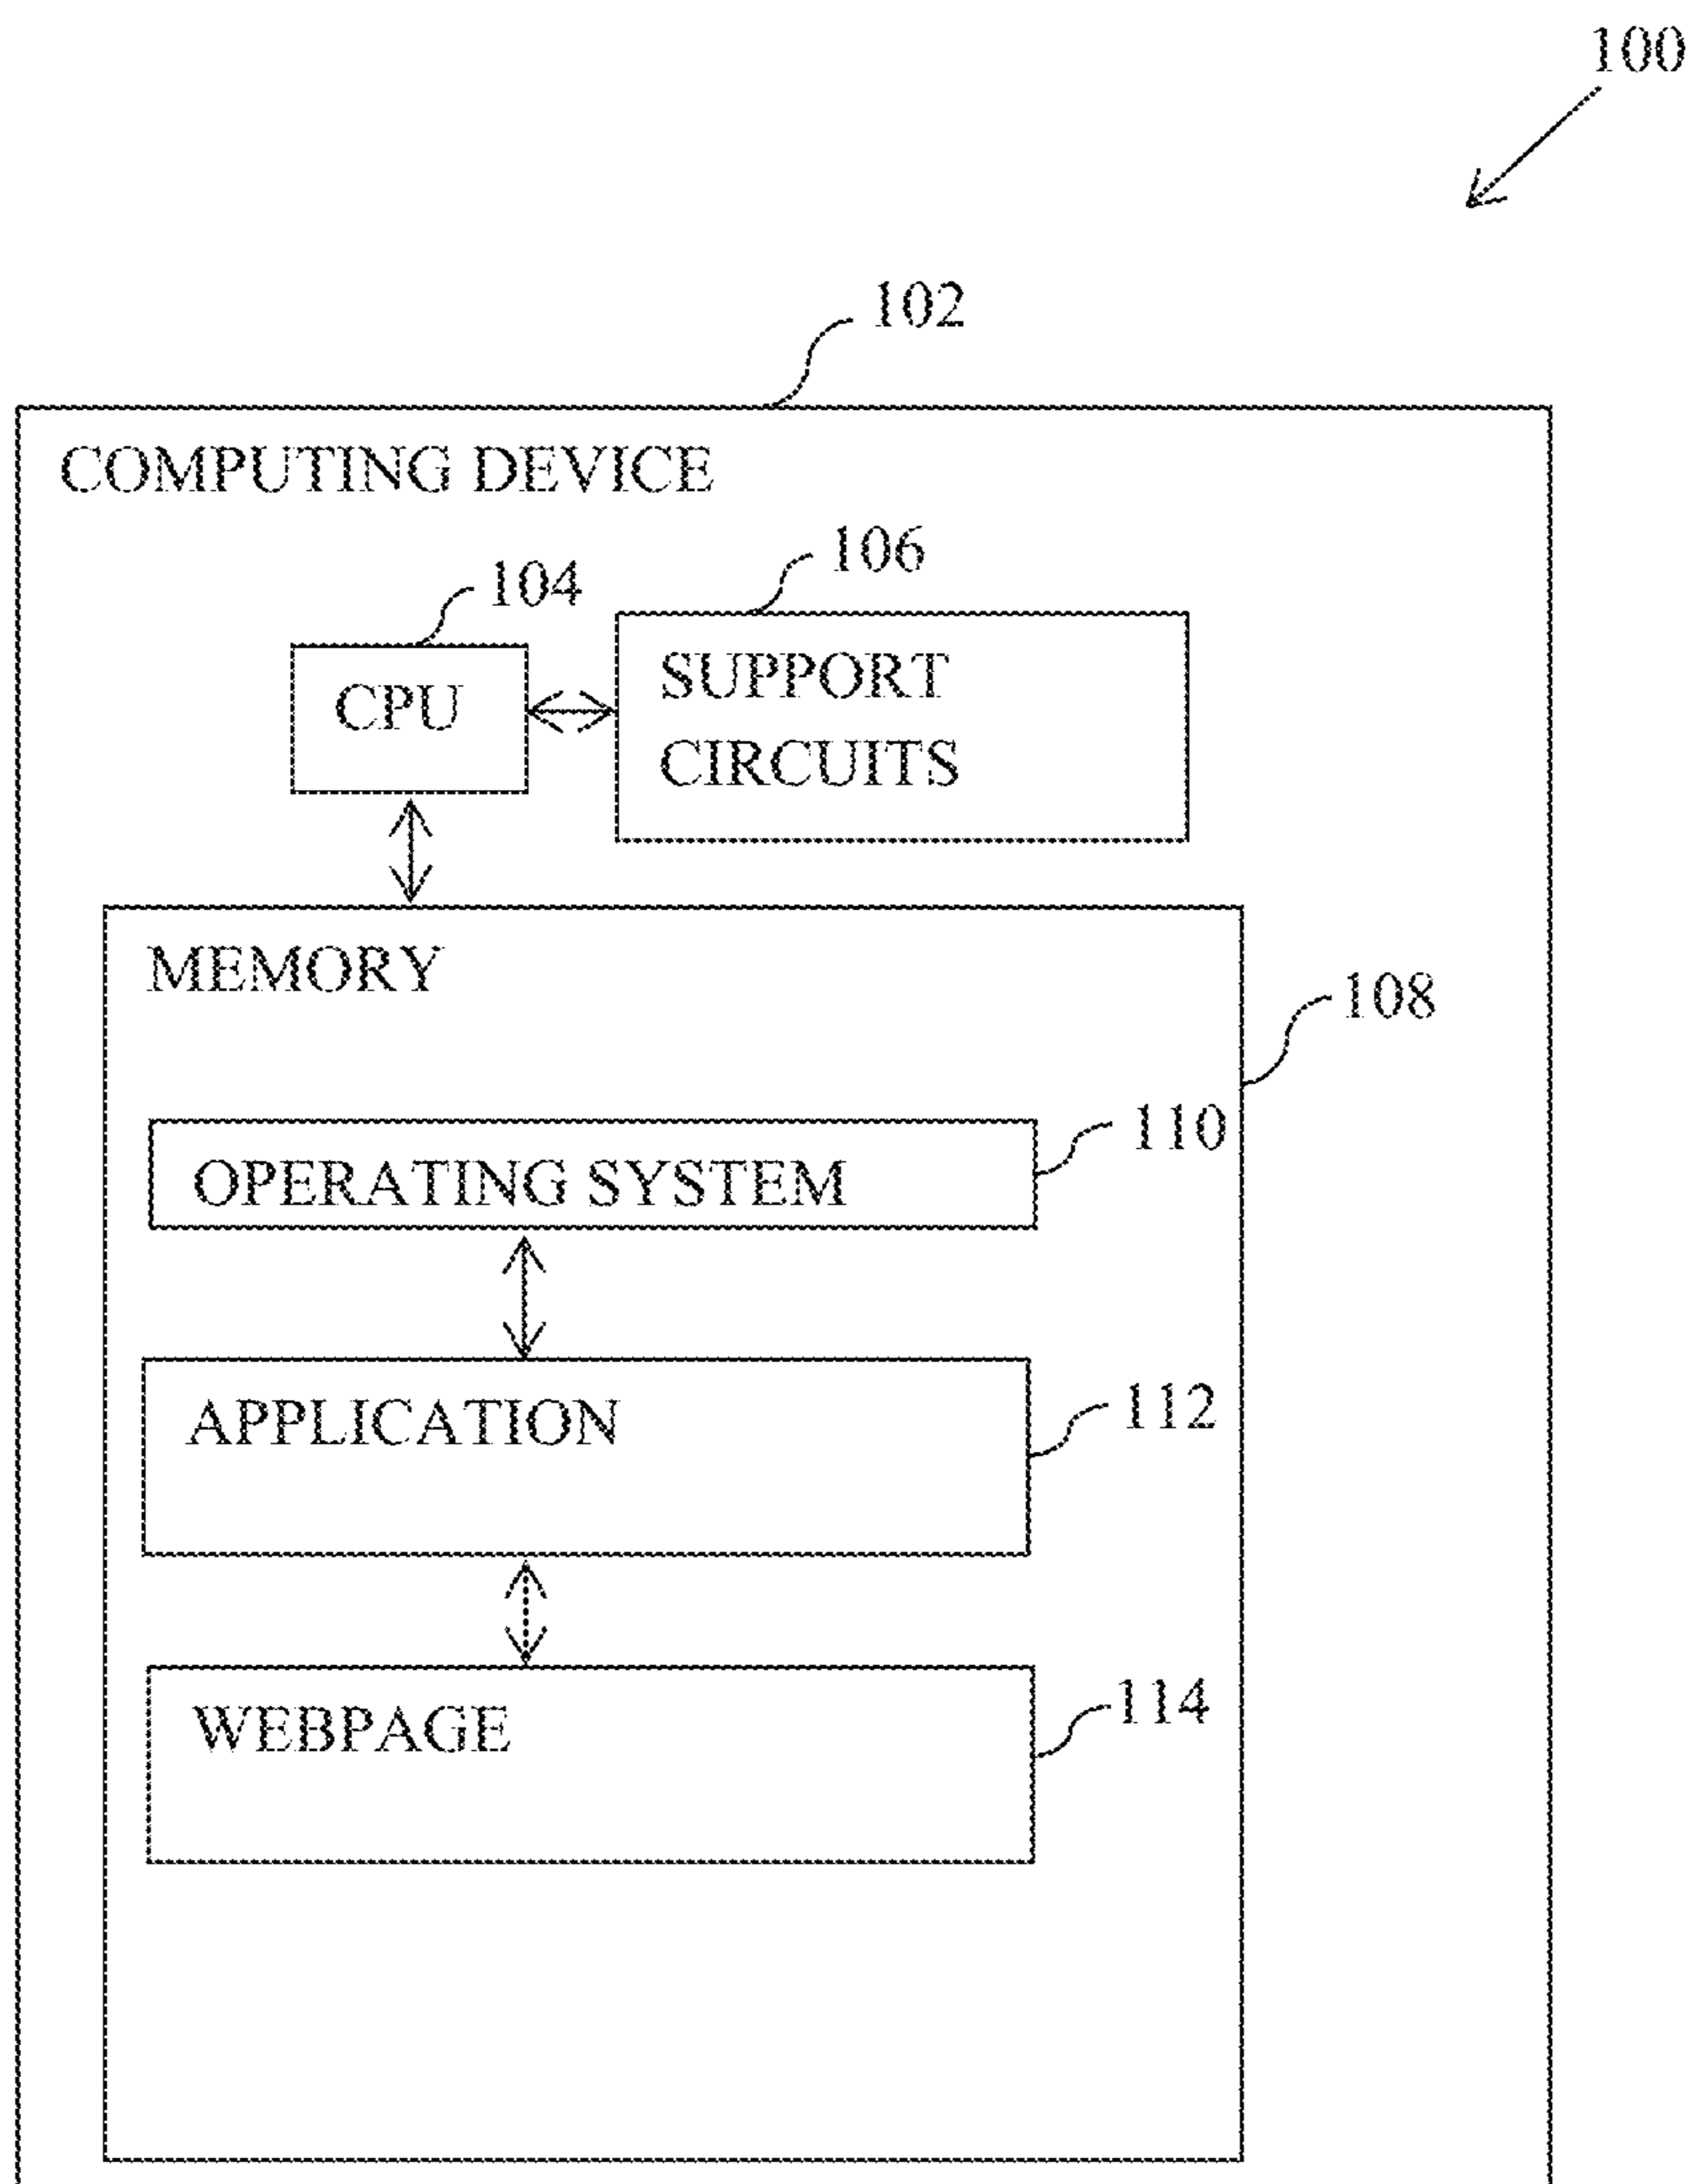 100
102
COMPUTING DEVICE
106
104
SUPPORT
CPU
CIRCUITS
MEMORY
108
110
OPERATING SYSTEM
112
APPLICATION
114
WEBPAGE